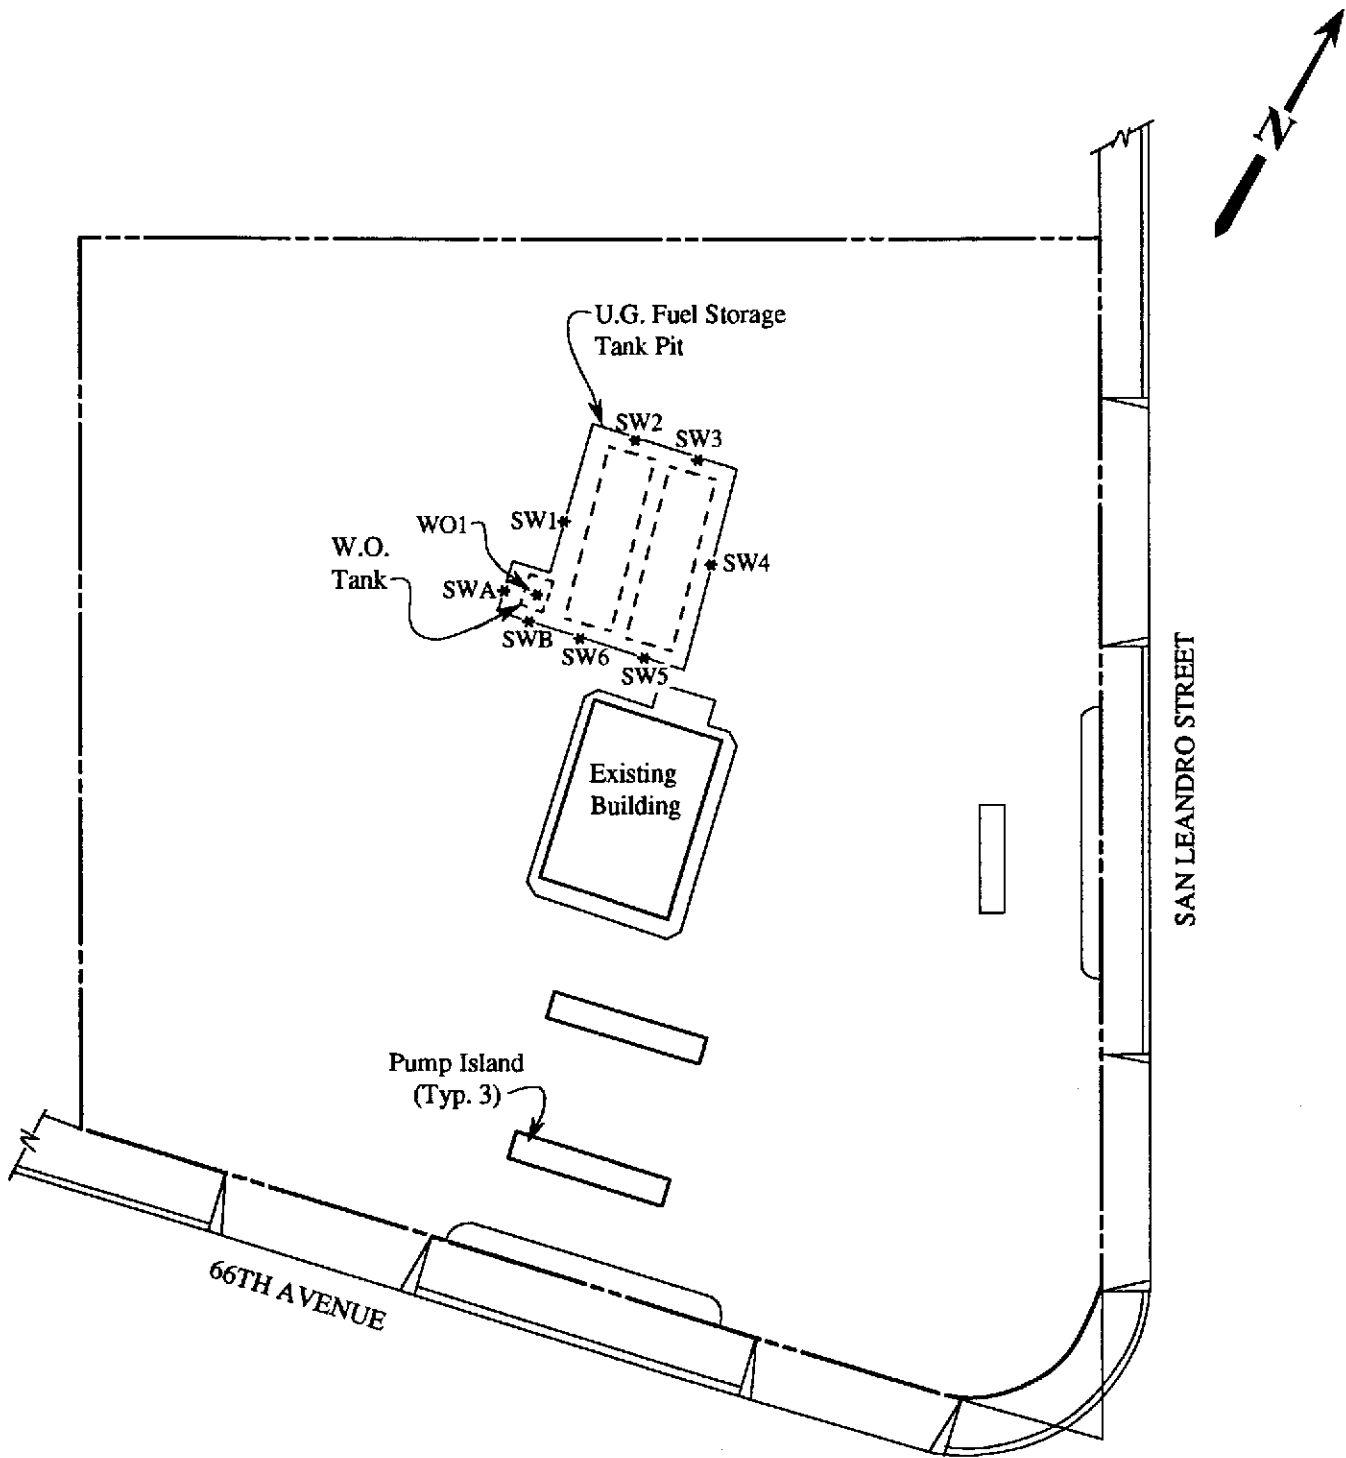 N
U.G. Fuel Storage
Tank Pit
SW2
SW3
SW1
WO1
W.O.
Tank
SW4
SWA
SWB
SW6
SW5
Existing
Building
SAN LEANDRO STREET
Pump Island
(Typ. 3)
66TH AVENUE